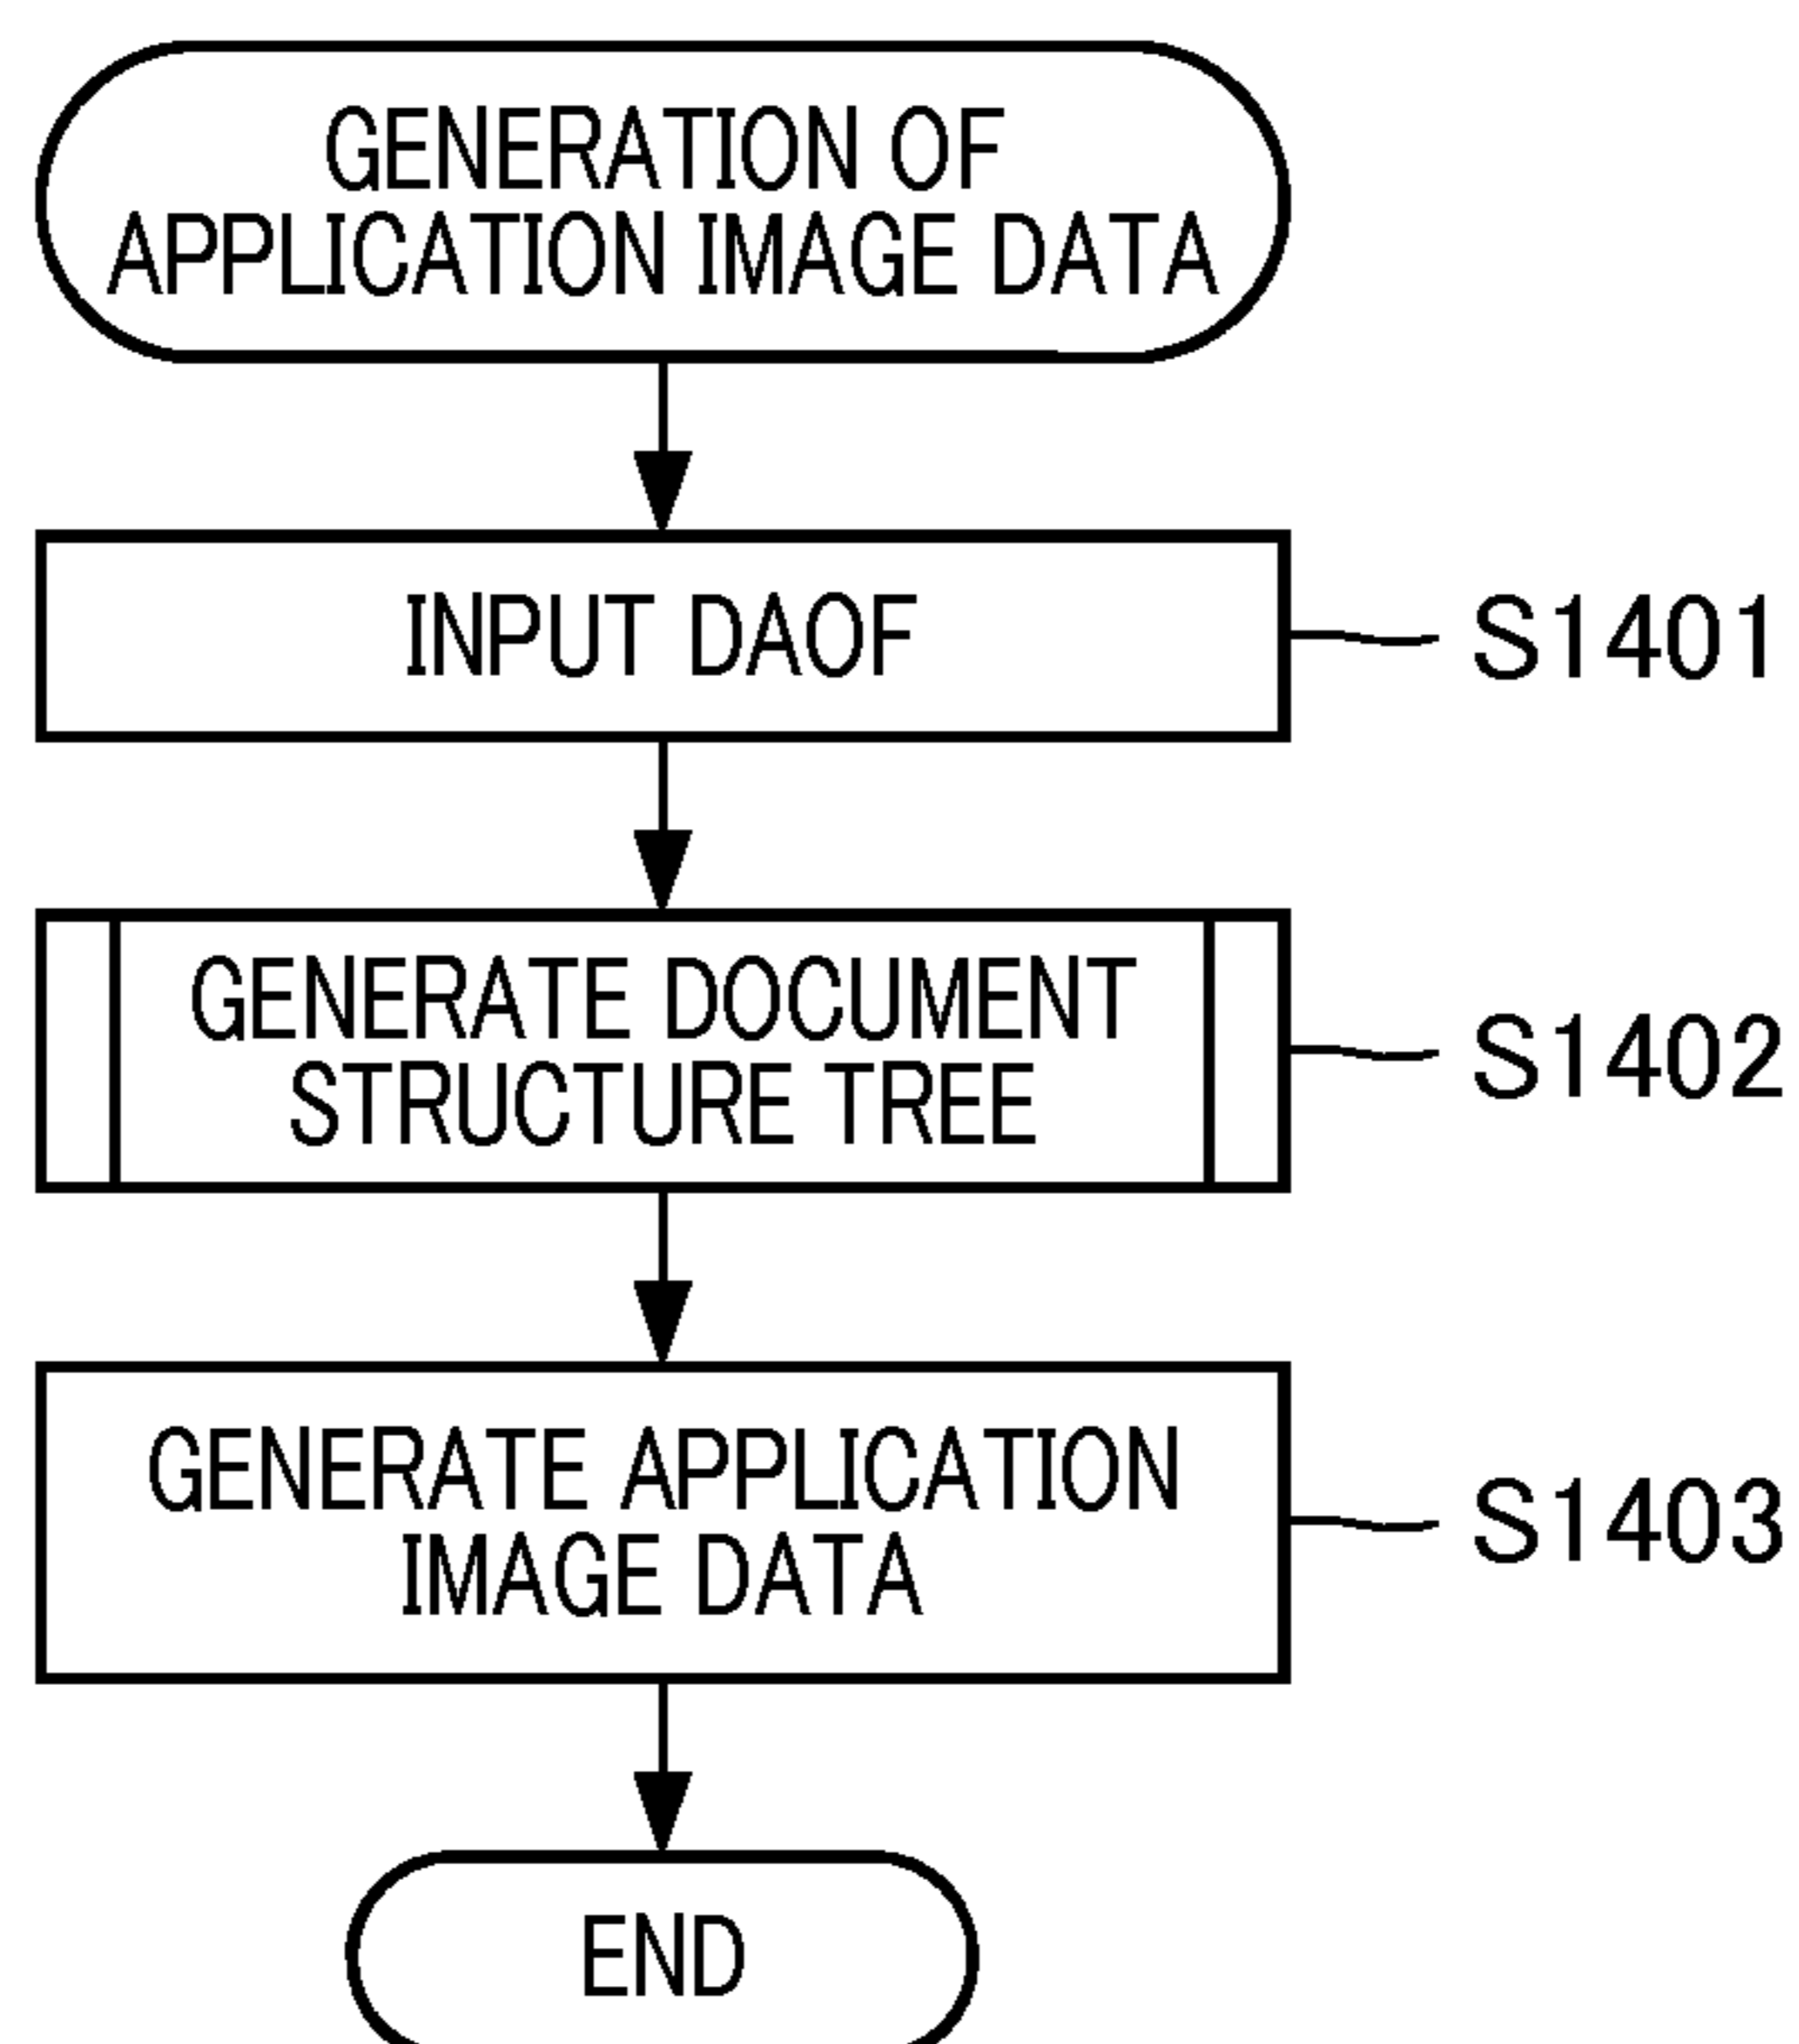 GENERATION OF
APPLICATION IMAGE DATA
INPUT DAOF
S1401
GENERATE DOCUMENT
STRUCTURE TREE
S1402
GENERATE APPLICATION
IMAGE DATA
S1403
END